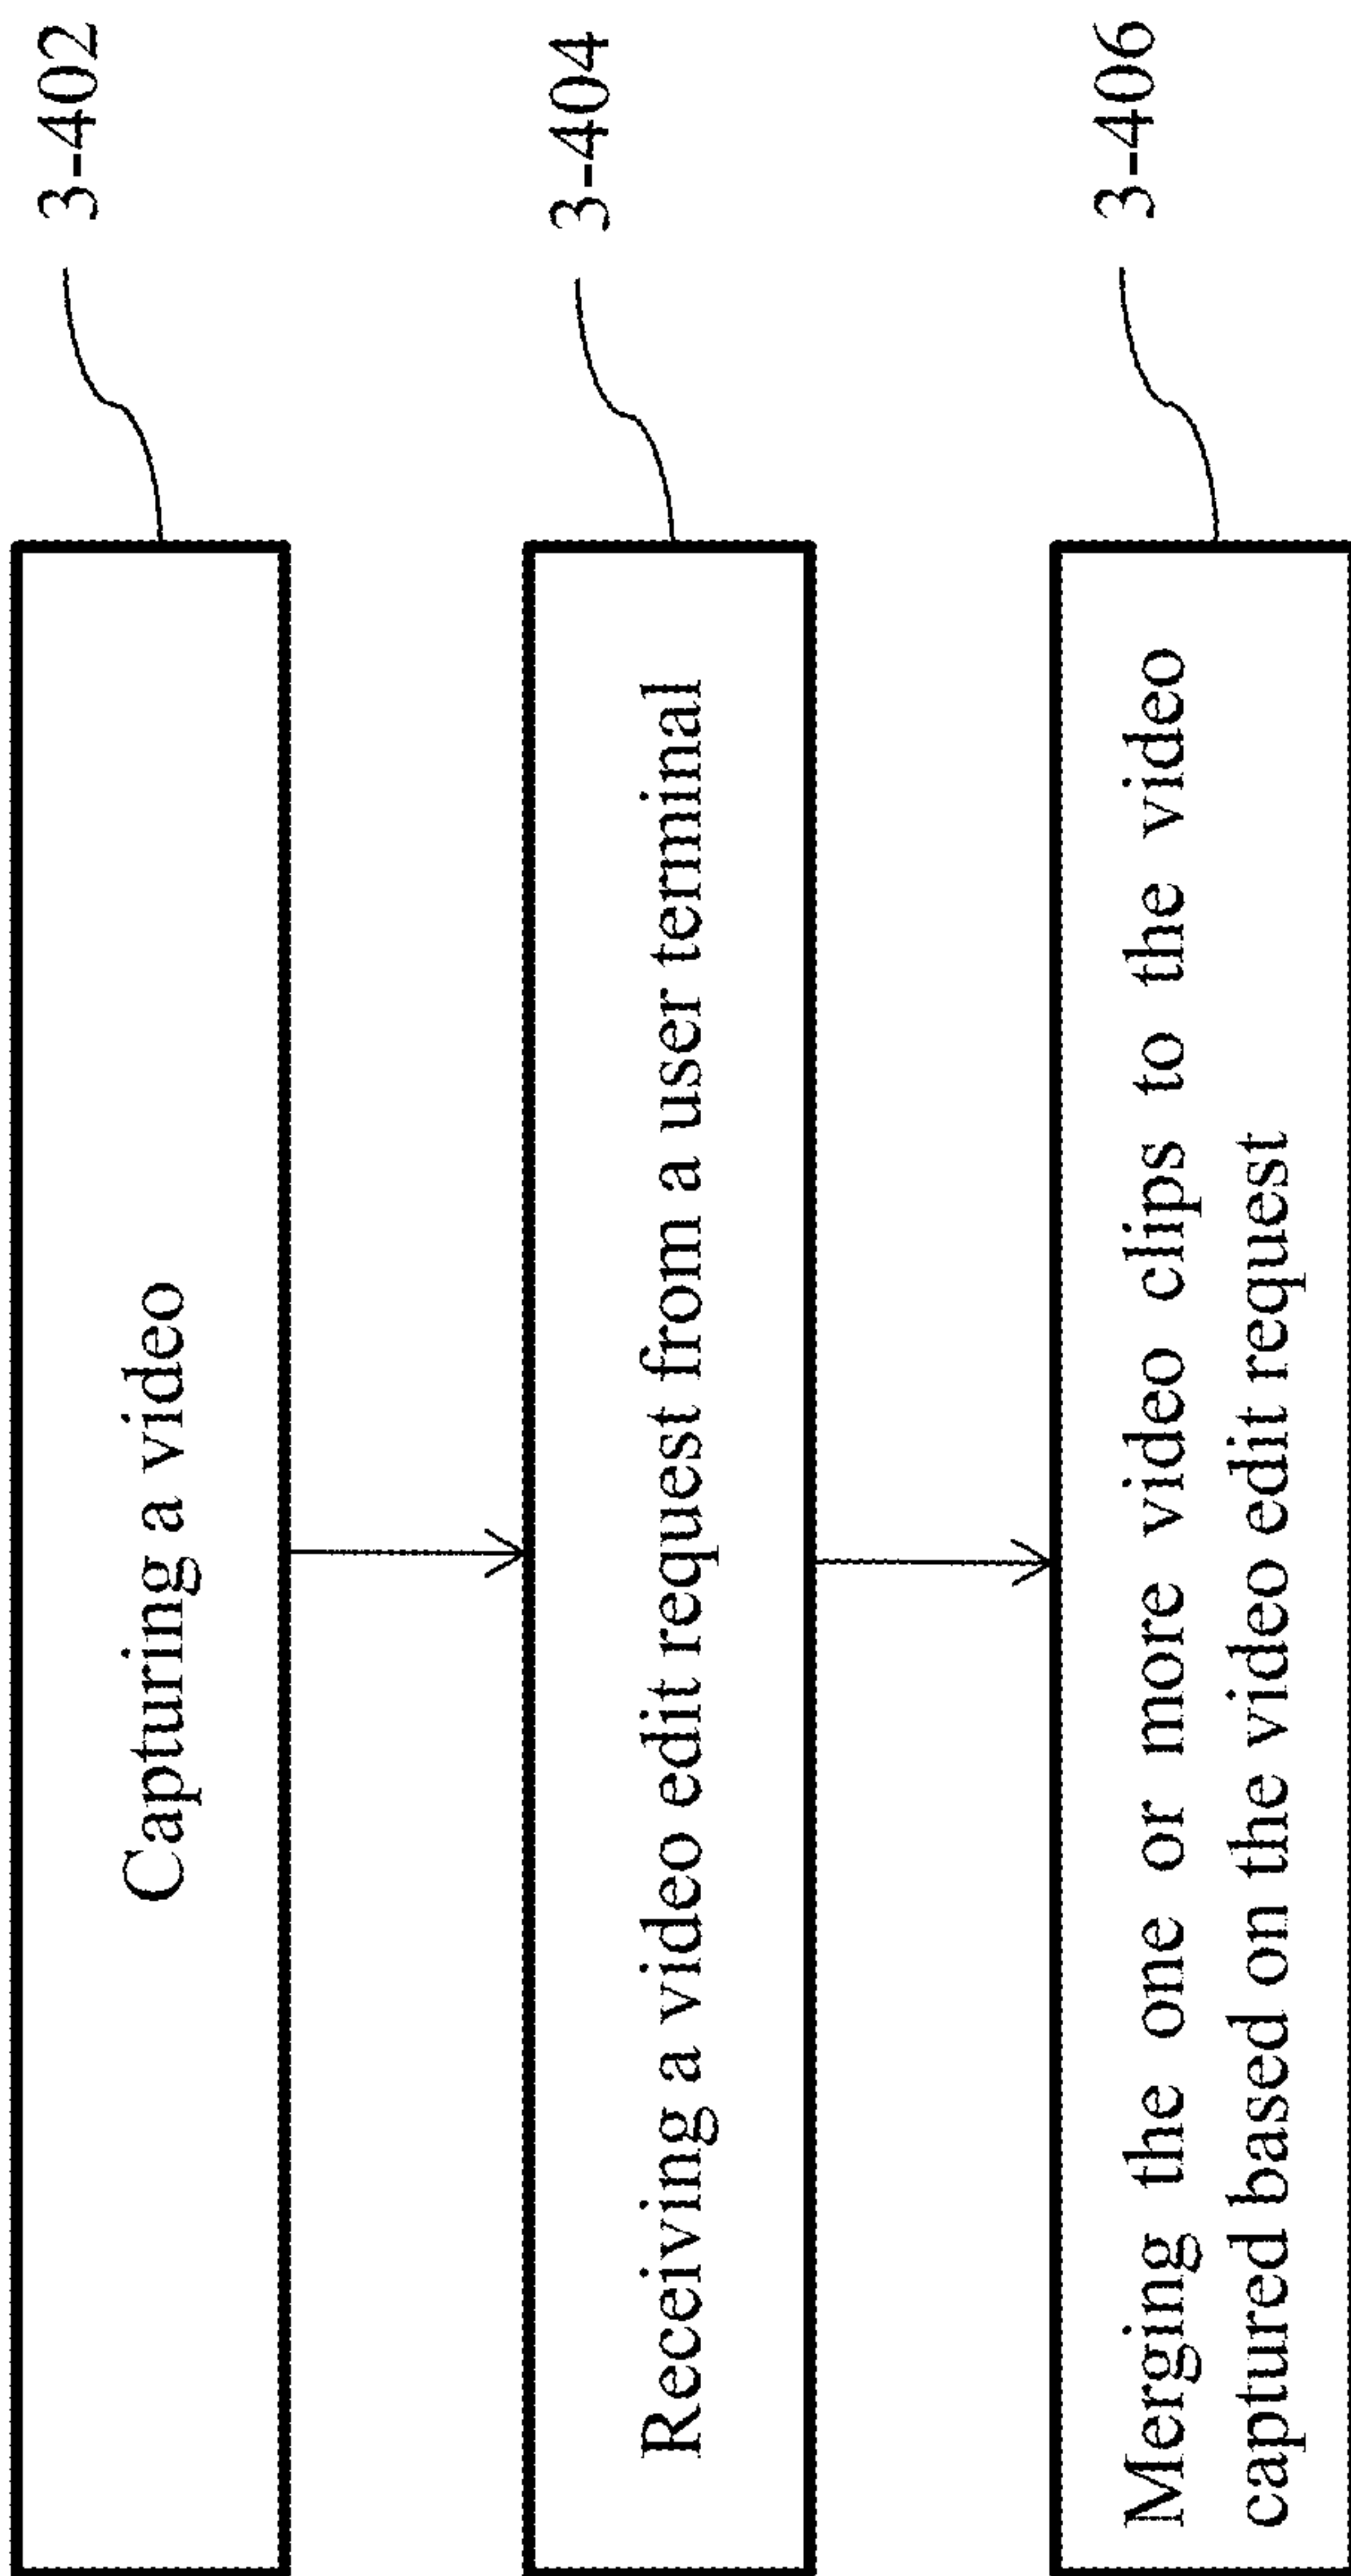 Capturing a video
3-402
Receiving a video edit request from a user terminal
3-404
Merging the one or more video clips to the video
captured based on the video edit request
3-406